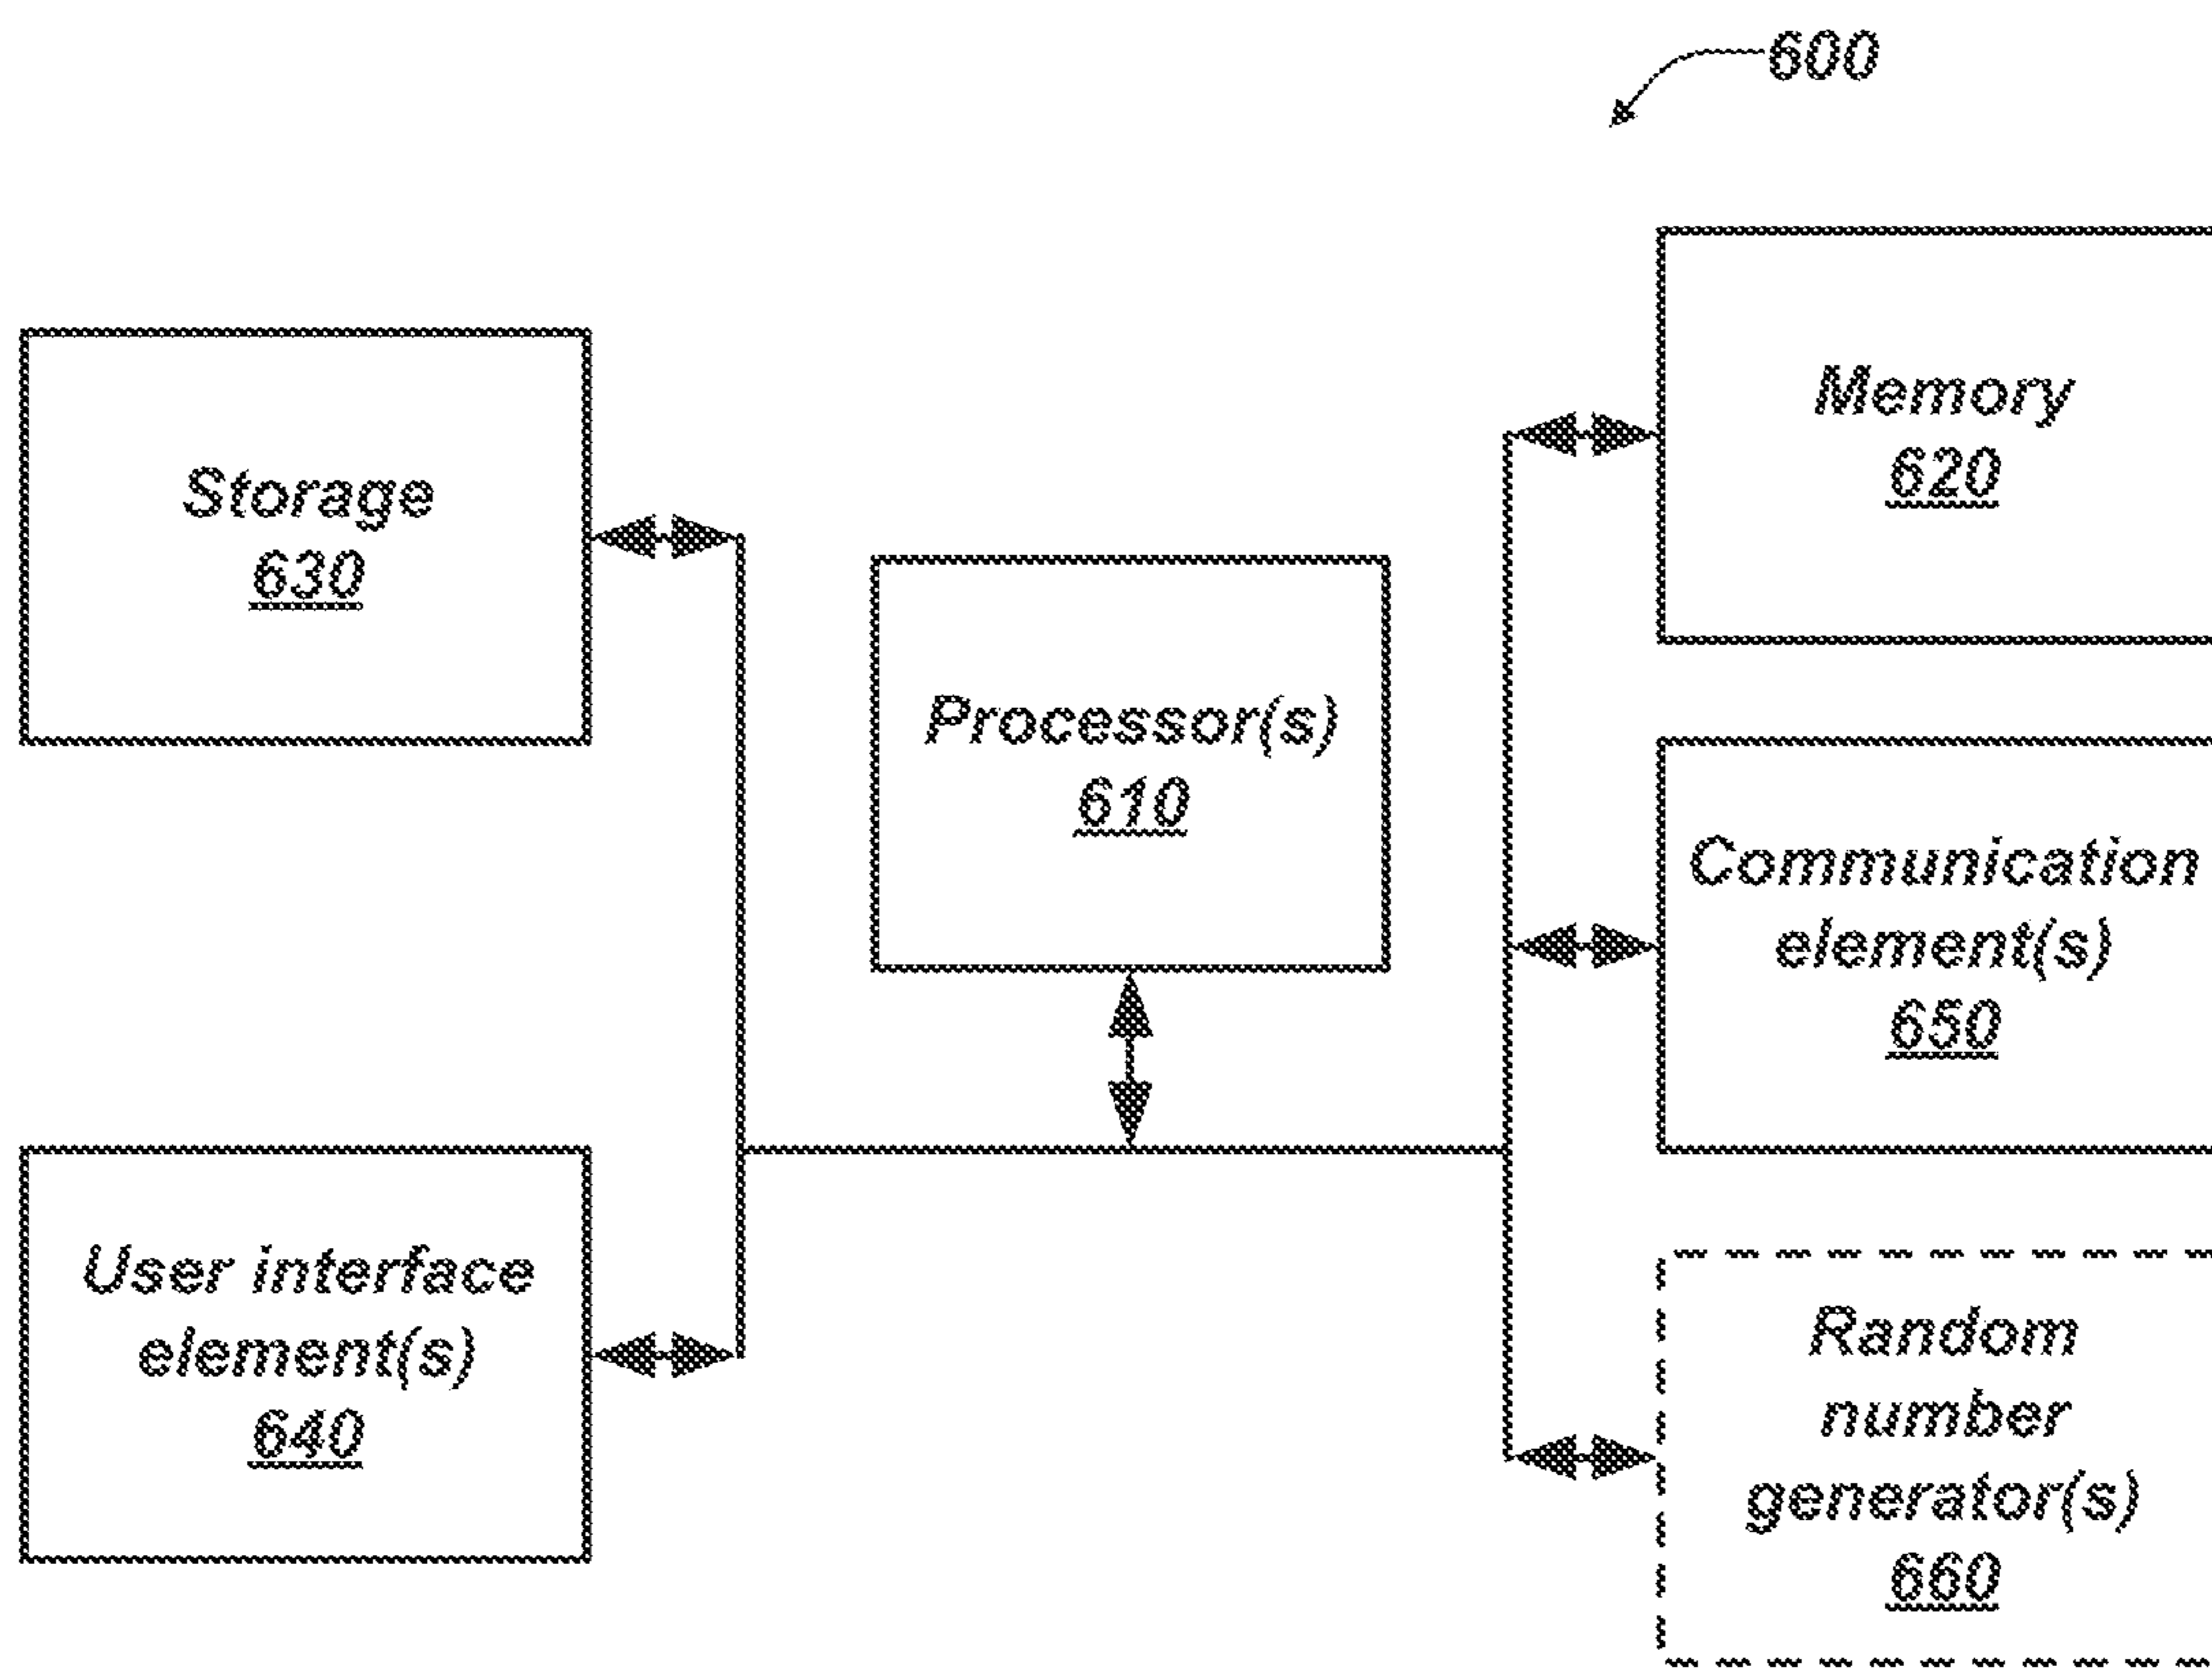 600
Memory
620
Storage
630
Processor(s)
610
Communication
element(s)
650
User interface
element(s)
640
Random
number
generator(s)
660